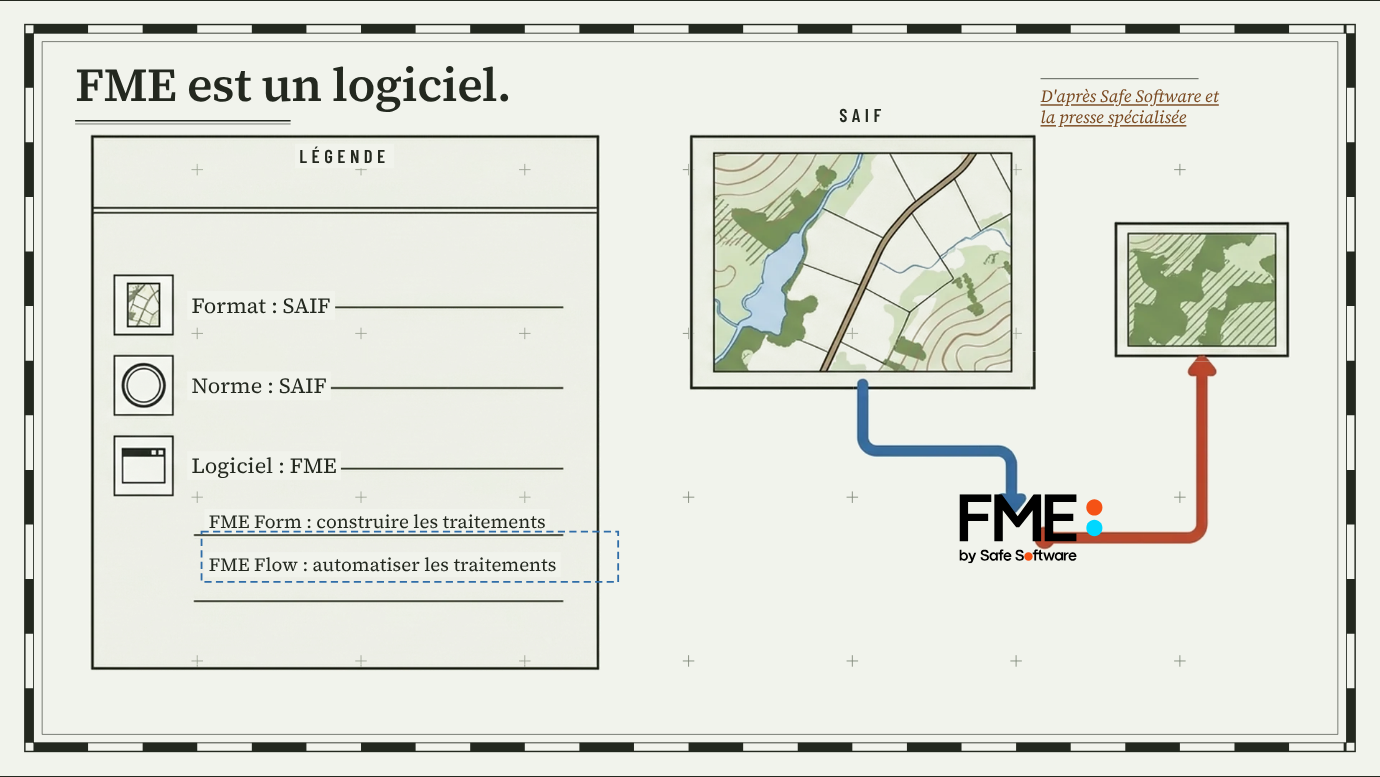 FME est un logiciel.
D'après Safe Software et
la presse spécialisée
LÉGENDE
SAIF
Format : SAIF
Norme : SAIF
Logiciel : FME
FME Form : construire les traitements
FME Flow : automatiser les traitements
FME
by Safe Software